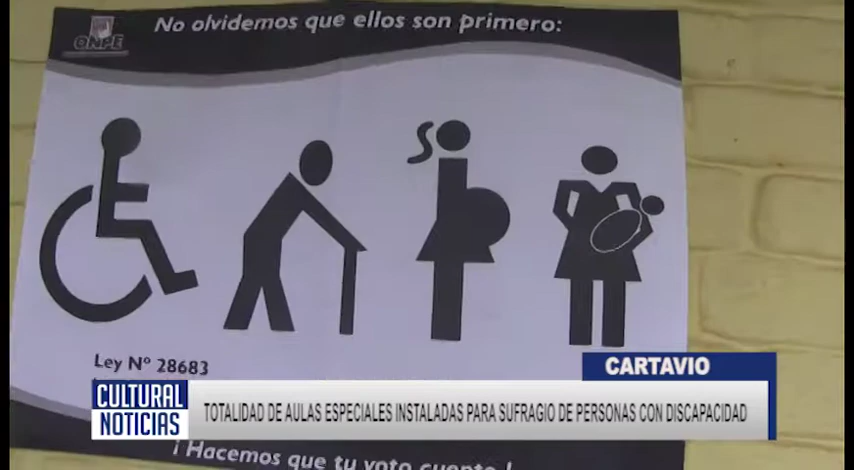 No olvidemos que ellos son primero:
ONPE
Ley Nº 28683
CARTAVIO
CULTURAL
NOTICIAS
TOTALIDAD DE AULAS ESPECIALES INSTALADAS PARA SUFRAGIO DE PERSONAS CON DISCAPACIDAD
¡Hacemos que tu voto cuente!